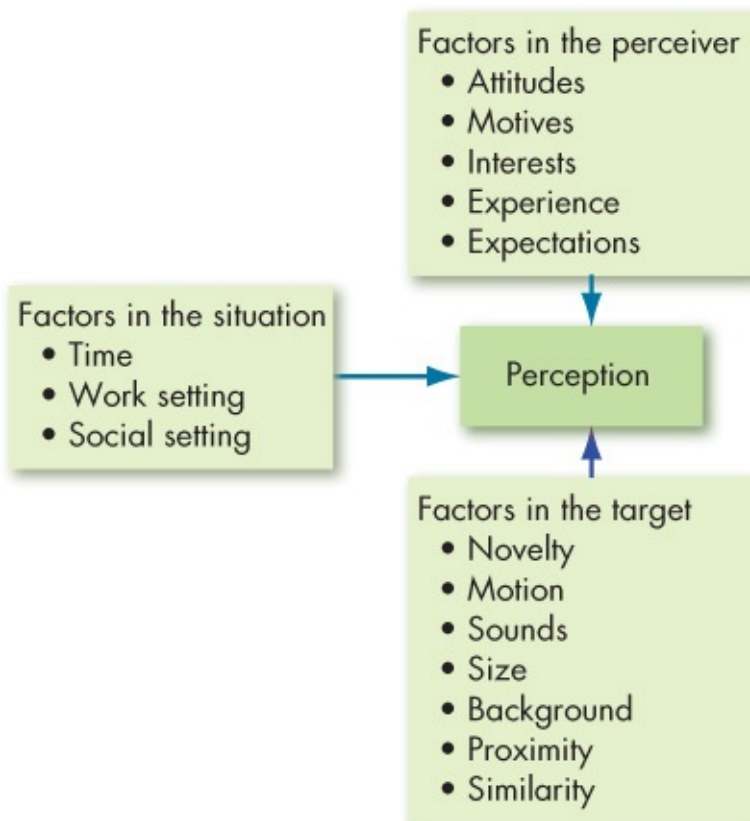 Factors in the perceiver
• Attitudes
• Motives
• Interests
• Experience
• Expectations
Factors in the situation
• Time
• Work setting
• Social setting
Perception
Factors in the target
• Novelty
• Motion
• Sounds
• Size
• Background
• Proximity
• Similarity